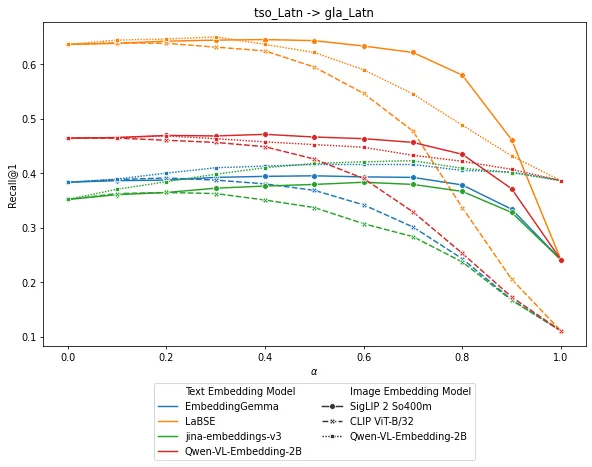 tso_Latn -> gla_Latn
Recall@1
0.6
0.5
0.4
0.3
0.2
0.1
0.0 0.2 0.4 0.6 0.8 1.0
α
Text Embedding Model Image Embedding Model
EmbeddingGemma SigLIP 2 So400m
LaBSE CLIP ViT-B/32
jina-embeddings-v3 Qwen-VL-Embedding-2B
Qwen-VL-Embedding-2B